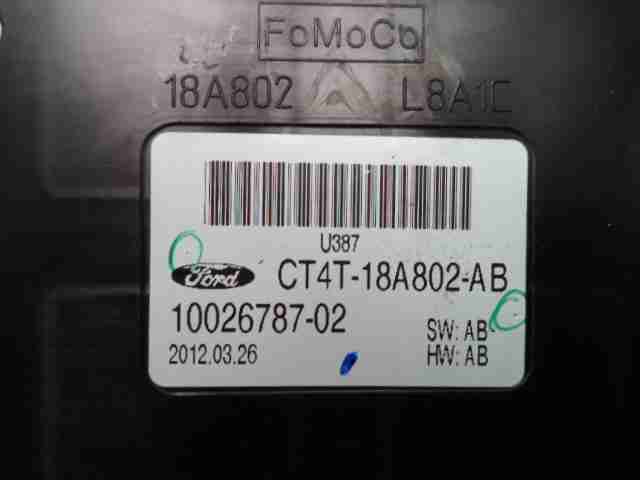 FoMoCo
18A802 L8A1C
U387
Ford CT4T-18A802-AB
10026787-02 SW: AB
2012.03.26 HW: AB